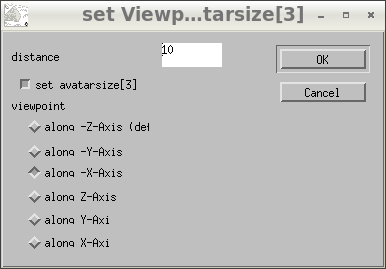 set Viewp...tarsize[3]
distance
10
OK
set avatarsize[3]
Cancel
viewpoint
along -Z-Axis (def
along -Y-Axis
along -X-Axis
along Z-Axis
along Y-Axi
along X-Axi